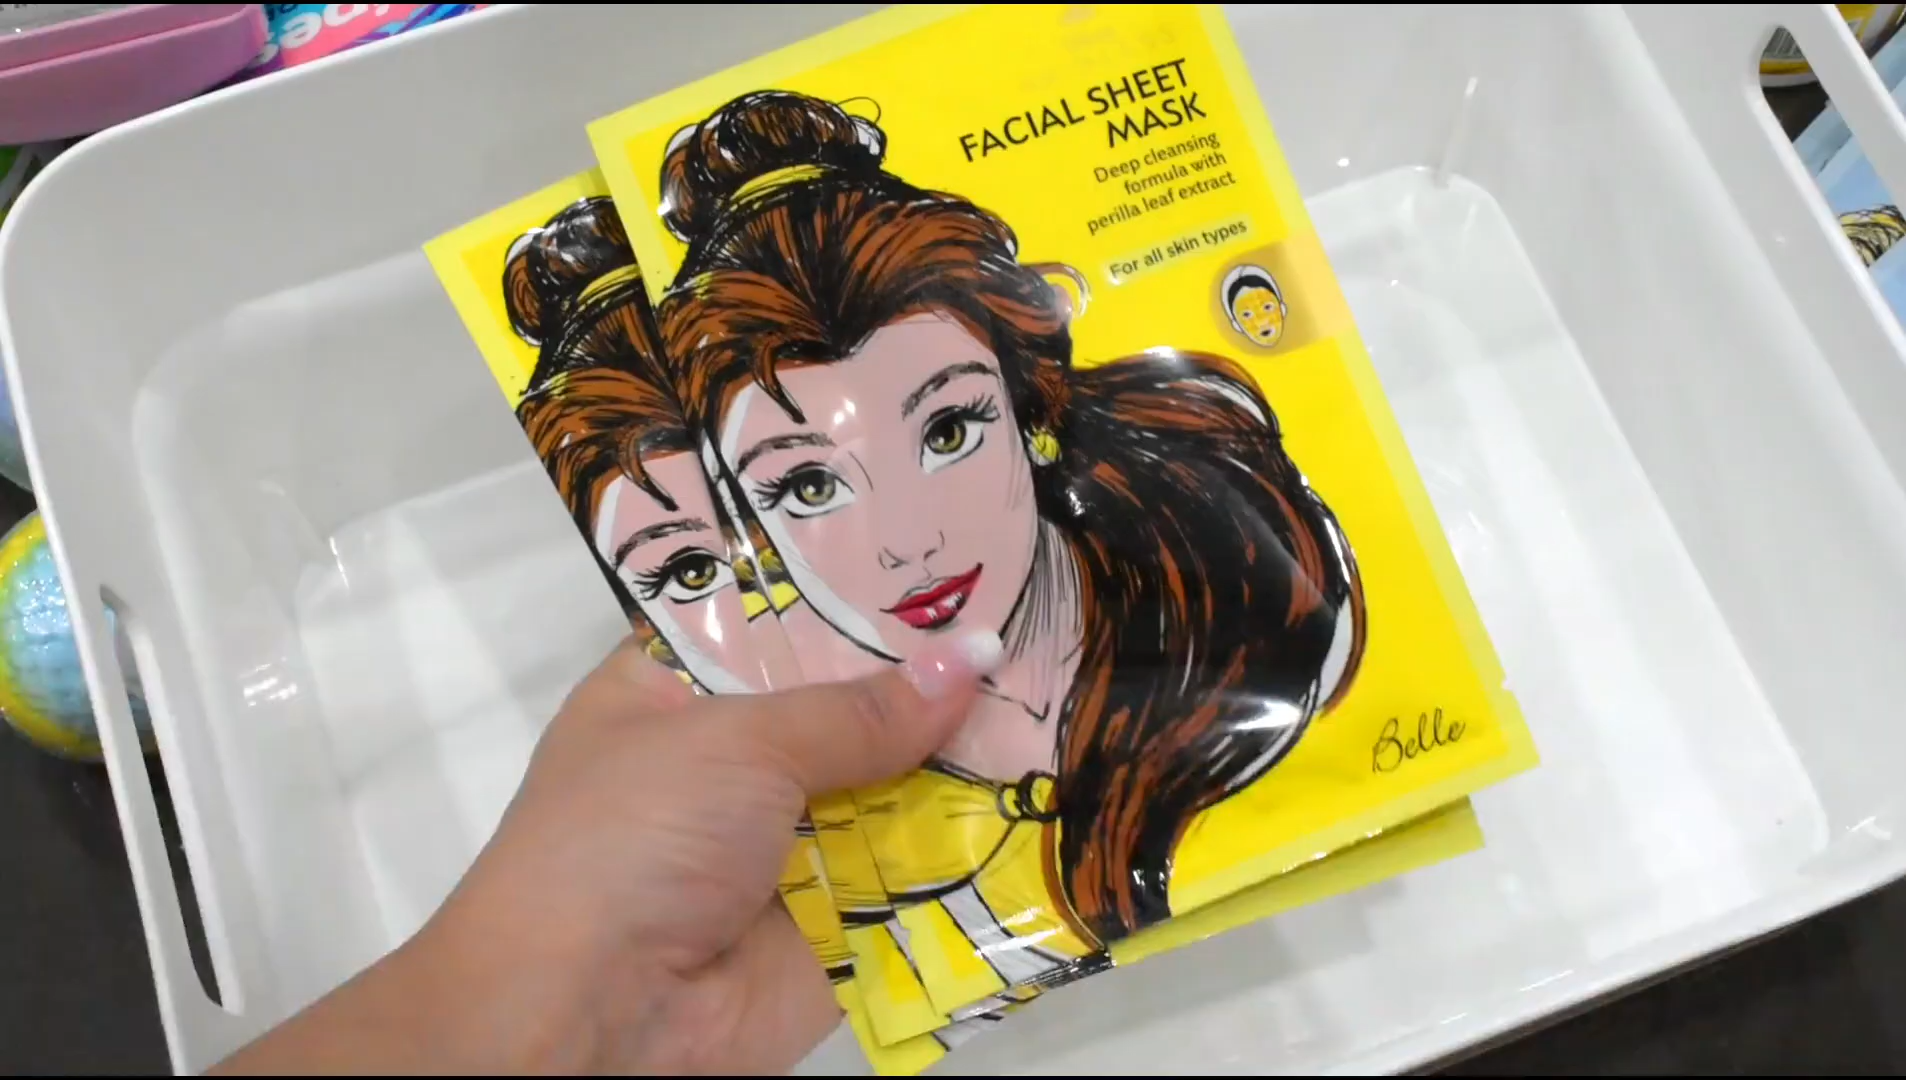 FACIAL SHEET
MASK
Deep cleansing
formula with
perilla leaf extract
For all skin types
Belle